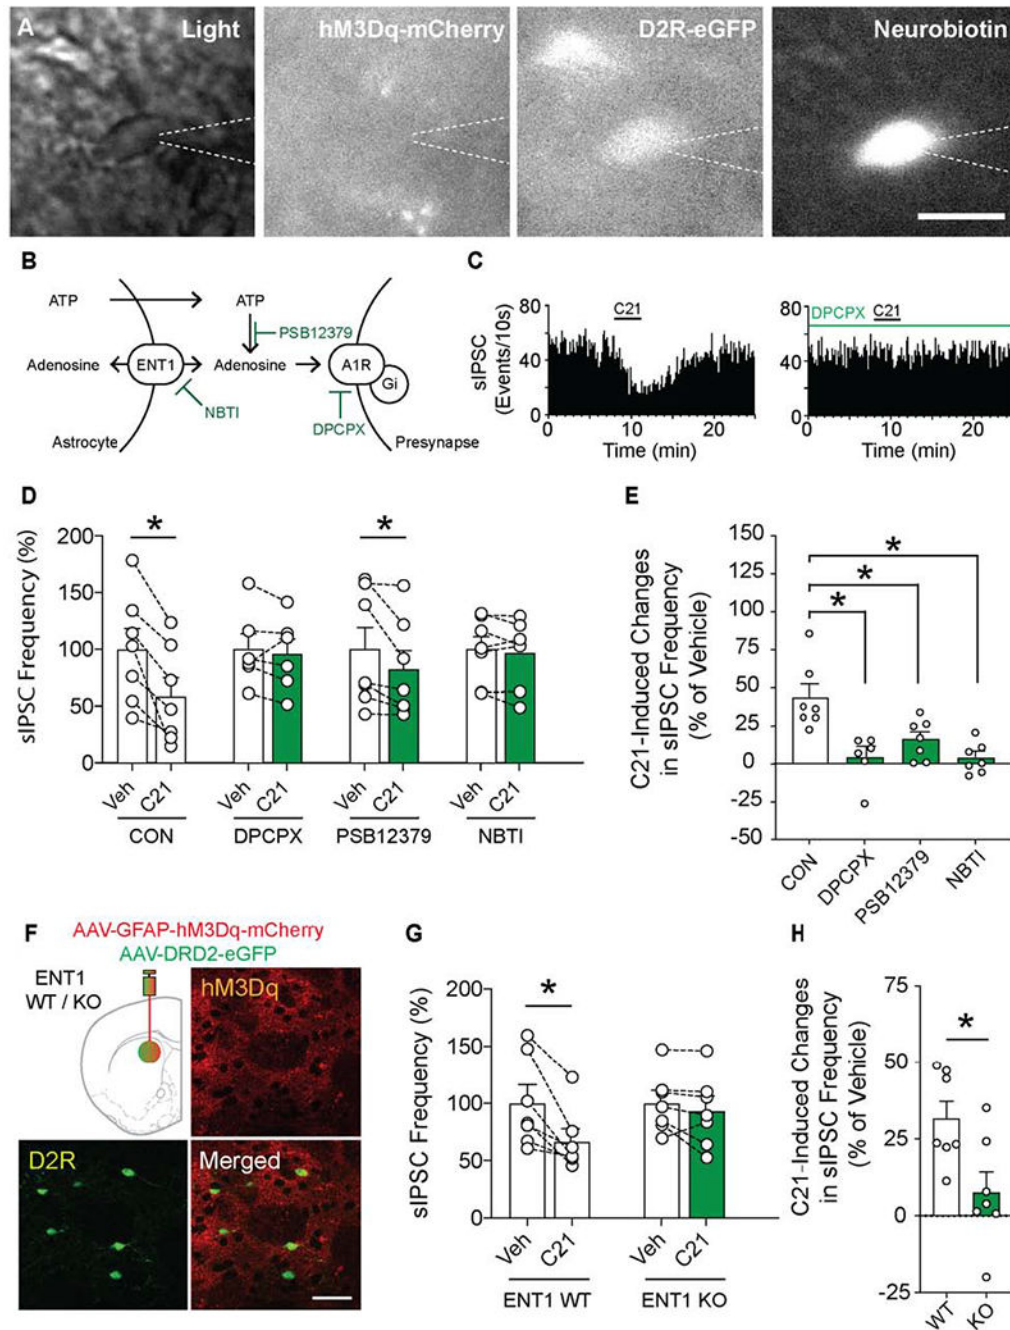 A
Light
hM3Dq-mCherry
D2R-eGFP
Neurobiotin
B
ATP
ATP
PSB12379
Adenosine
ENT1
Adenosine
A1R
Gi
NBTI
DPCPX
Astrocyte
Presynapse
C
sIPSC
(Events/10s)
80
40
0
C21
0
10
20
Time (min)
80
40
0
DPCPX
C21
0
10
20
Time (min)
D
sIPSC Frequency (%)
200
150
100
50
0
*
*
Veh
C21
Veh
C21
Veh
C21
Veh
C21
CON
DPCPX
PSB12379
NBTI
E
C21-Induced Changes
in sIPSC Frequency
(% of Vehicle)
150
125
100
75
50
25
0
-25
-50
*
*
*
CON
DPCPX
PSB12379
NBTI
F
AAV-GFAP-hM3Dq-mCherry
AAV-DRD2-eGFP
ENT1
WT / KO
hM3Dq
D2R
Merged
G
sIPSC Frequency (%)
200
150
100
50
0
*
Veh
C21
Veh
C21
ENT1 WT
ENT1 KO
H
C21-Induced Changes
in sIPSC Frequency
(% of Vehicle)
75
50
25
0
-25
*
WT
KO